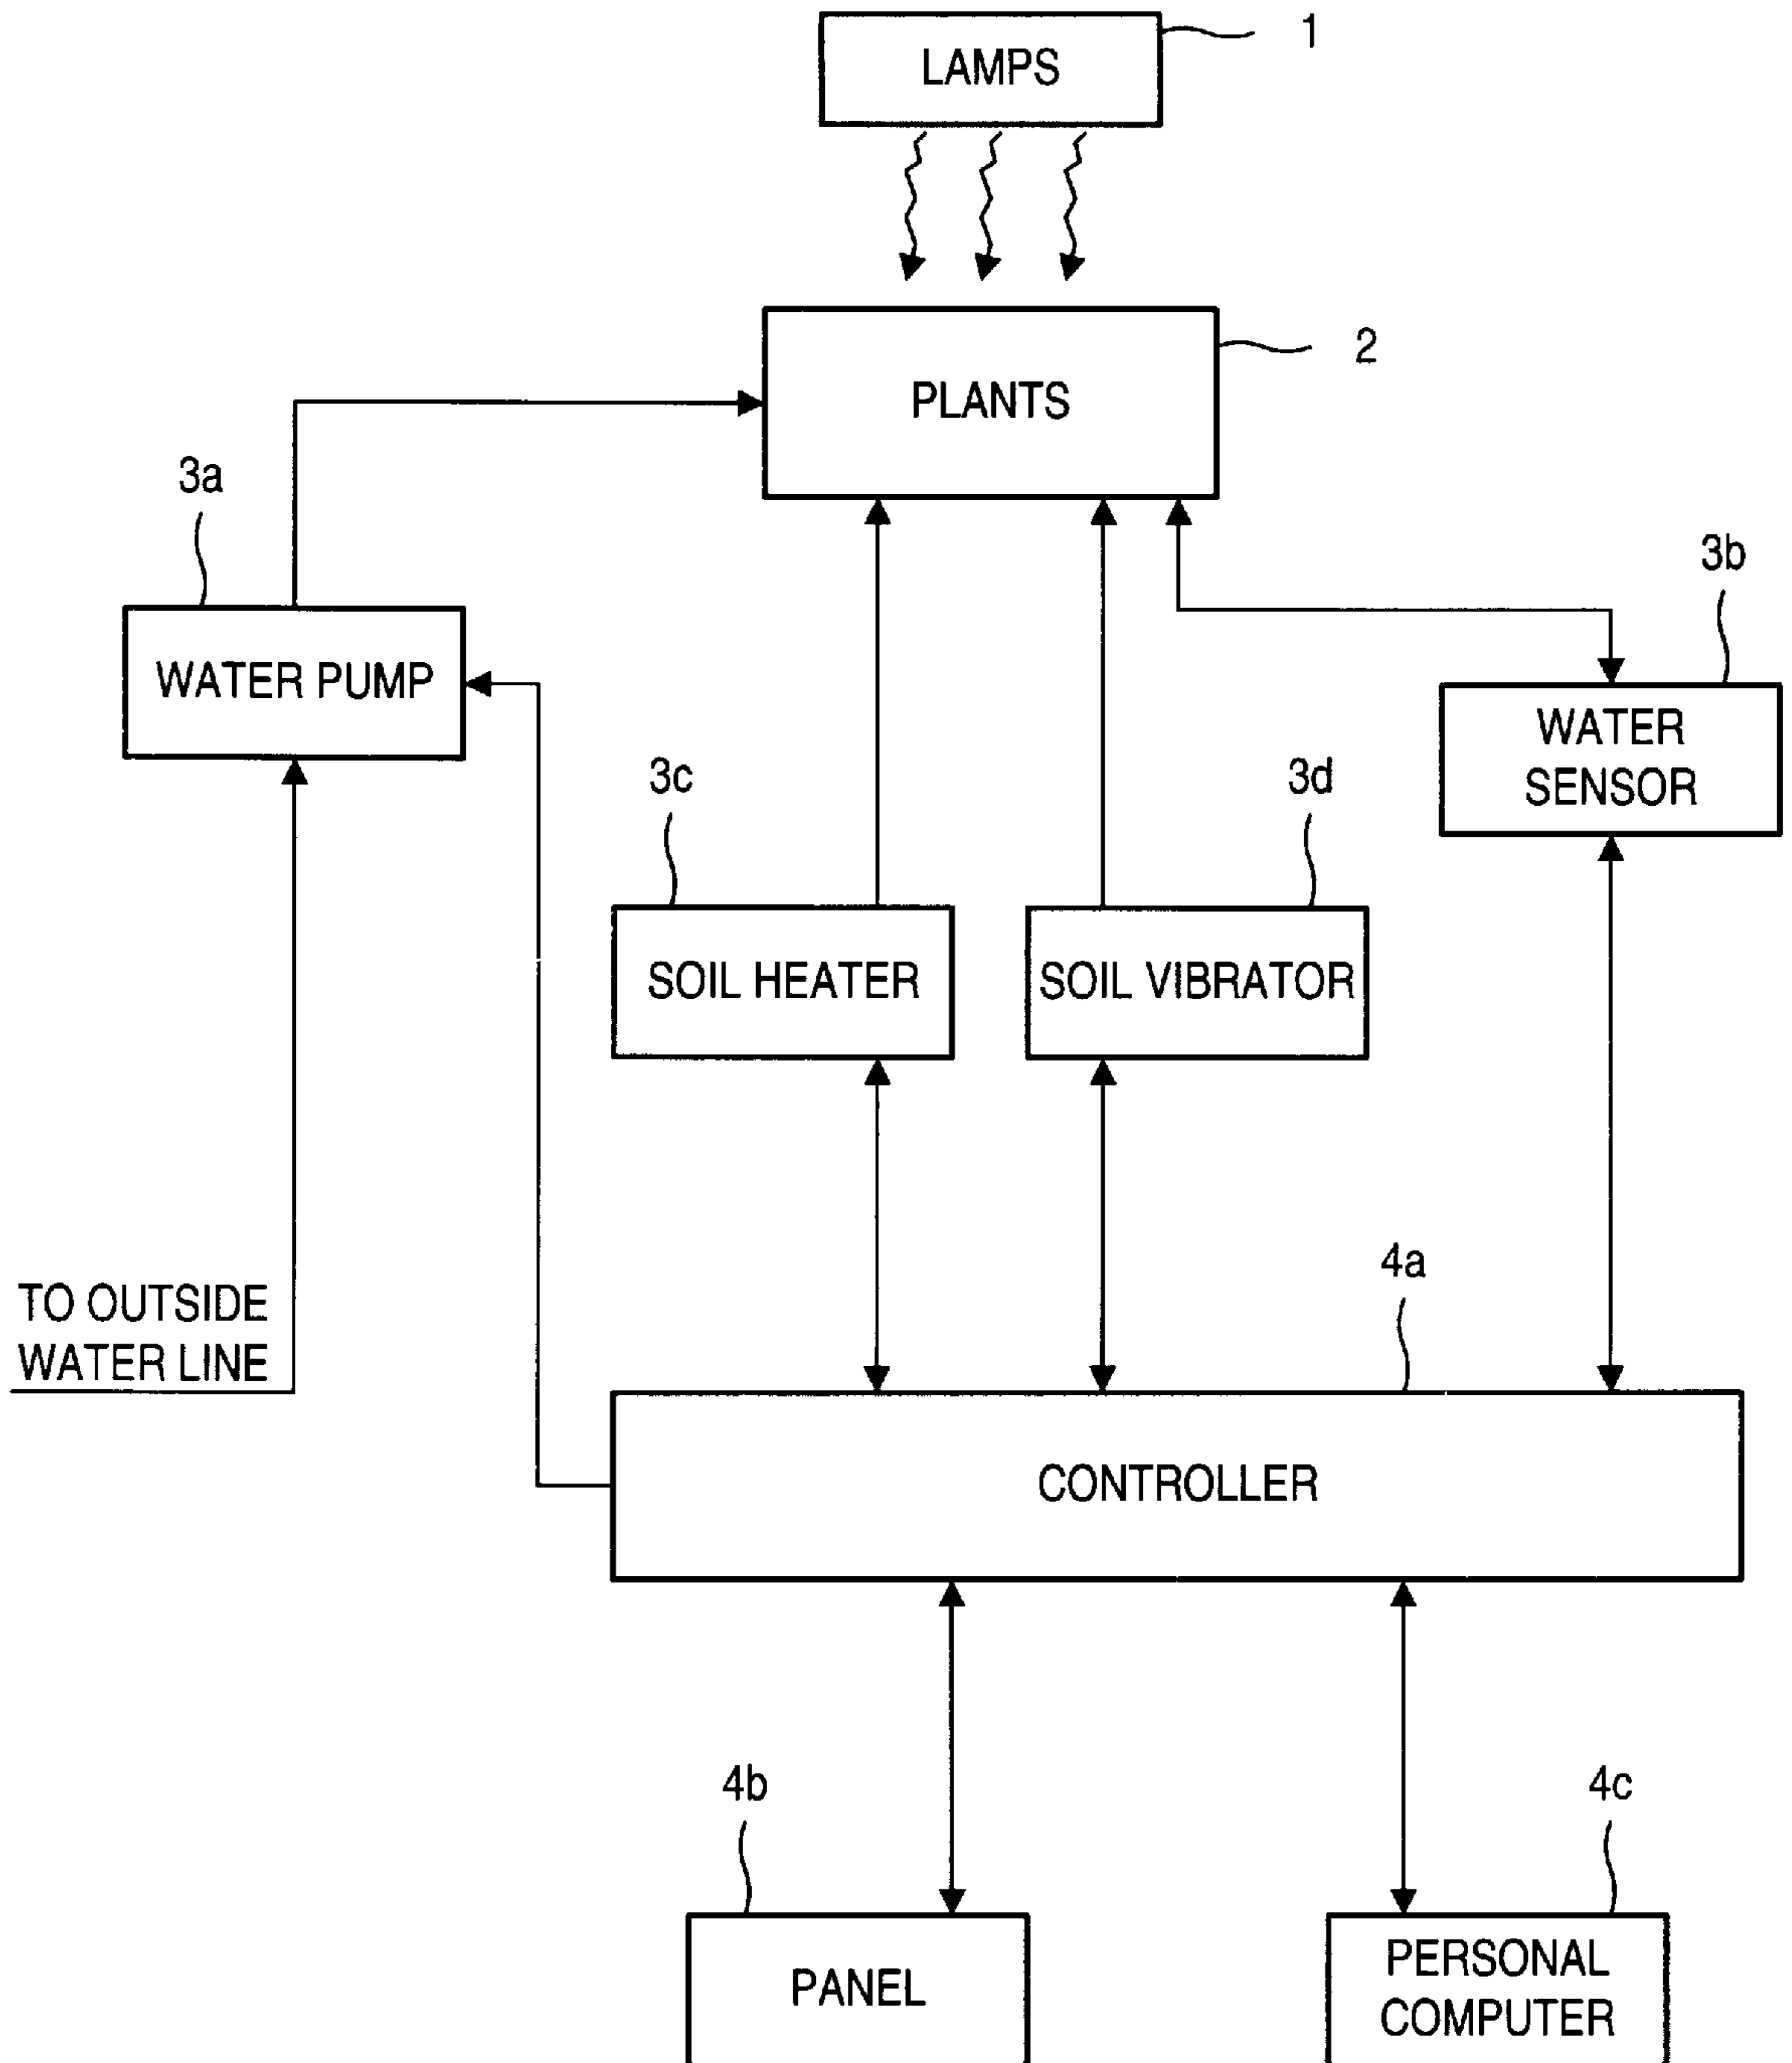 1
LAMPS
2
PLANTS
3a
3b
WATER PUMP
WATER
SENSOR
3c
3d
SOIL HEATER
SOIL VIBRATOR
4a
TO OUTSIDE
WATER LINE
CONTROLLER
4b
4c
PANEL
PERSONAL
COMPUTER